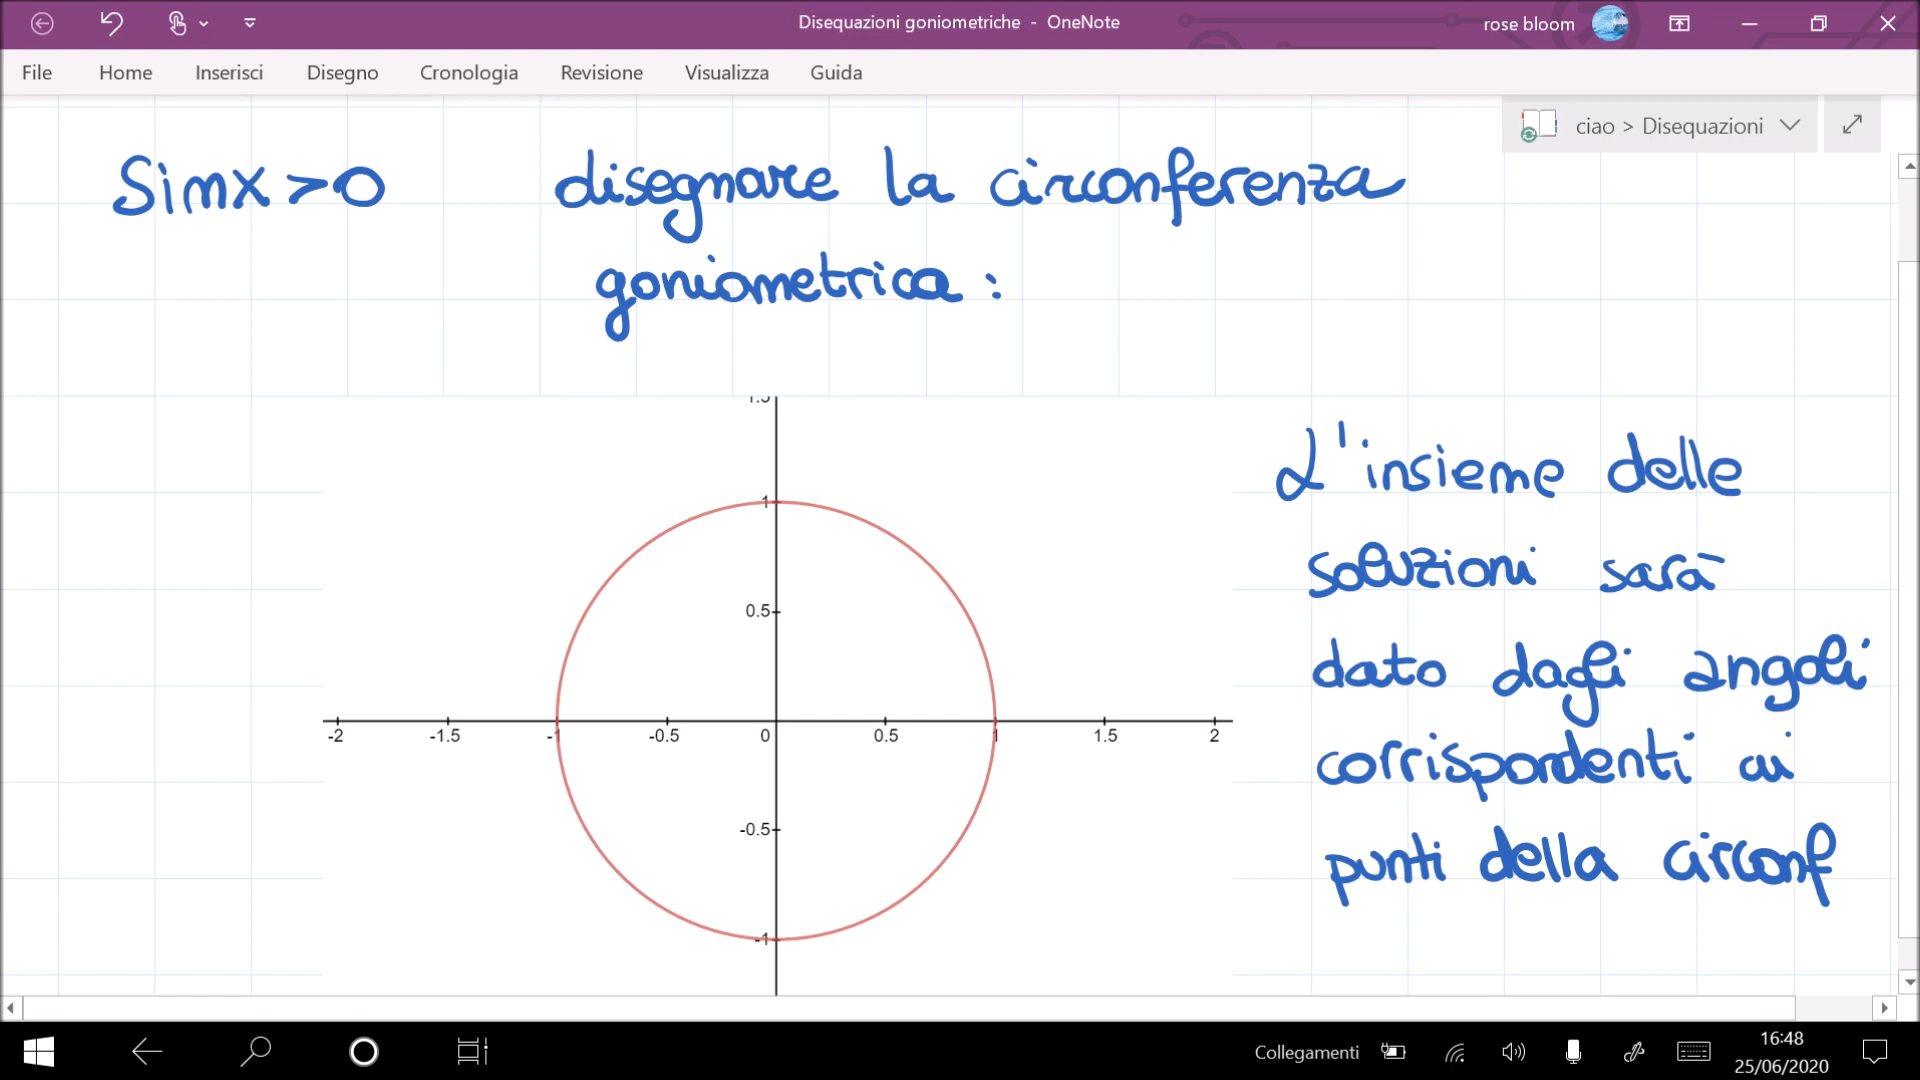 Disequazioni goniometriche - OneNote
rose bloom
File Home Inserisci Disegno Cronologia Revisione Visualizza Guida
ciao > Disequazioni
Sinx >0 disegnare la circonferenza
goniometrica :
L'insieme delle
soluzioni sarà
dato dagli angoli
corrispondenti ai
punti della circonf
1.5
1
0.5
-2 -1.5 -1 -0.5 0 0.5 1 1.5 2
-0.5
-1
Collegamenti
16:48
25/06/2020